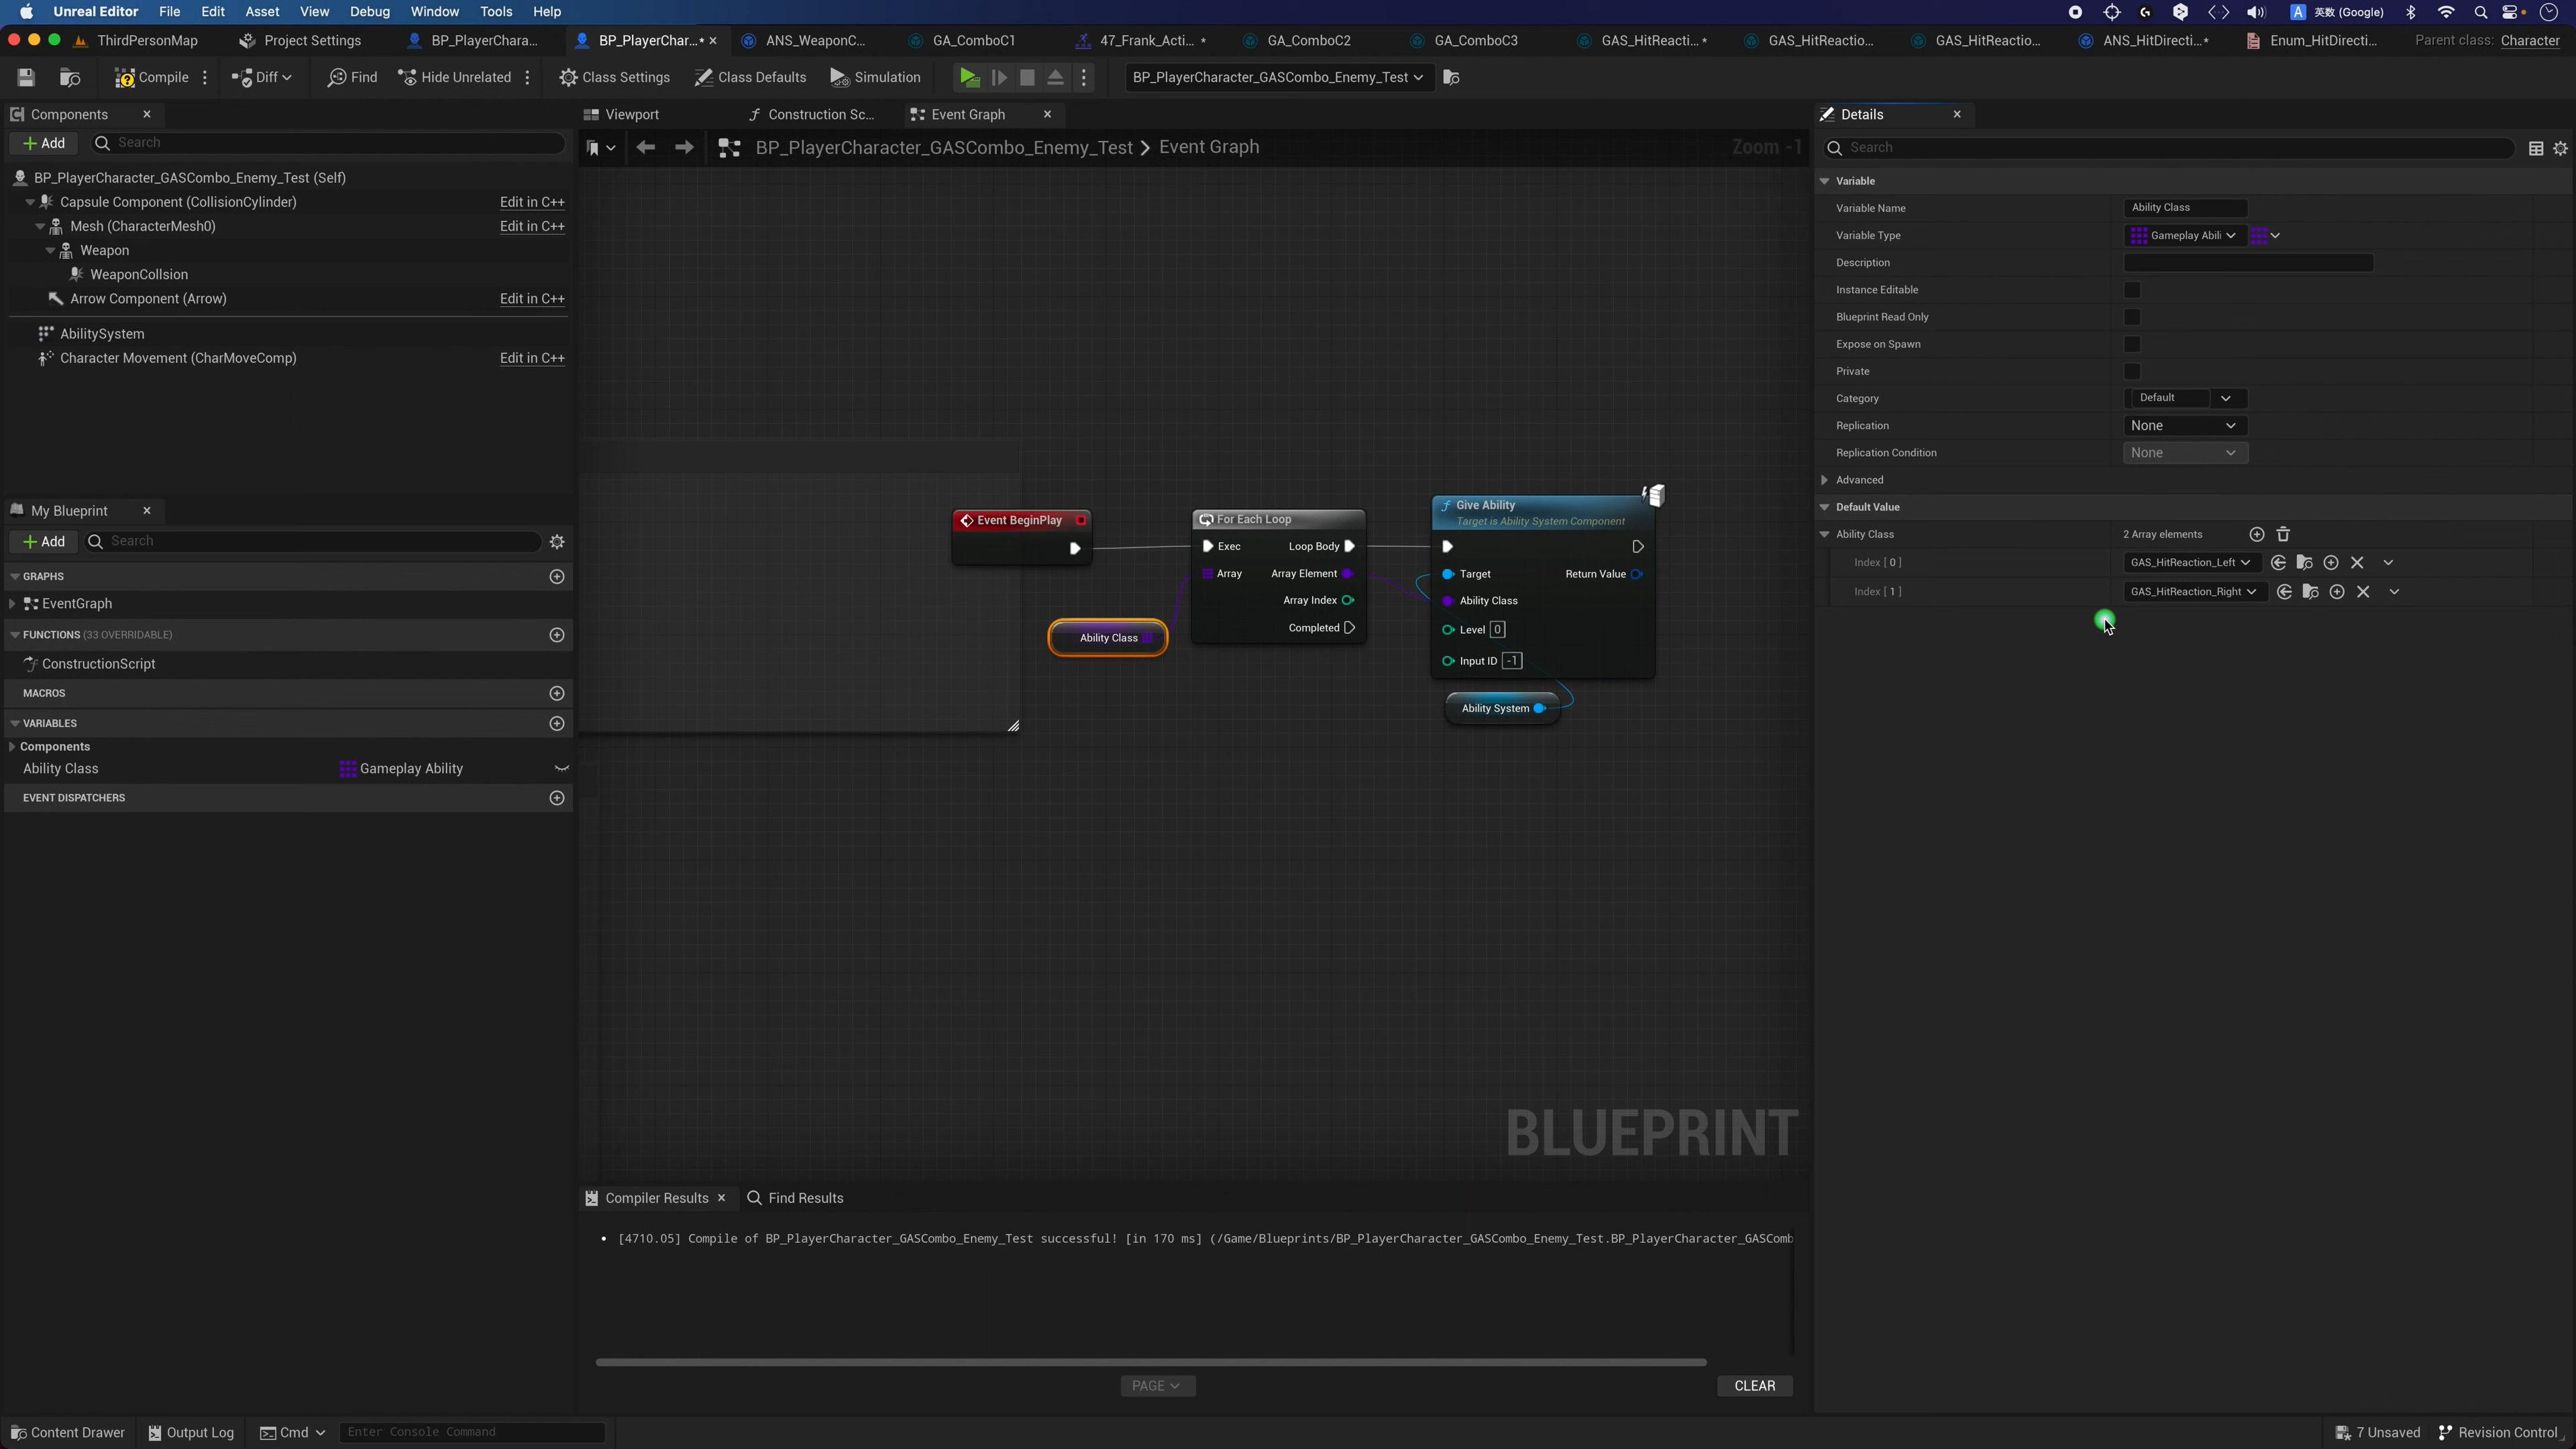 Unreal Editor File Edit Asset View Debug Window Tools Help
A 英数 (Google)
ThirdPersonMap Project Settings BP_PlayerChara... BP_PlayerChar...* ANS_WeaponC... GA_ComboC1 47_Frank_Acti... * GA_ComboC2 GA_ComboC3 GAS_HitReacti...* GAS_HitReactio... GAS_HitReactio... ANS_HitDirecti...* Enum_HitDirecti... Parent class: Character
Compile Diff Find Hide Unrelated Class Settings Class Defaults Simulation BP_PlayerCharacter_GASCombo_Enemy_Test
Components
Add Search
BP_PlayerCharacter_GASCombo_Enemy_Test (Self)
Capsule Component (CollisionCylinder) Edit in C++
Mesh (CharacterMesh0) Edit in C++
Weapon
WeaponCollsion
Arrow Component (Arrow) Edit in C++
AbilitySystem
Character Movement (CharMoveComp) Edit in C++
My Blueprint
Add Search
GRAPHS
EventGraph
FUNCTIONS (33 OVERRIDABLE)
ConstructionScript
MACROS
VARIABLES
Components
Ability Class Gameplay Ability
EVENT DISPATCHERS
Viewport Construction Sc... Event Graph
BP_PlayerCharacter_GASCombo_Enemy_Test Event Graph Zoom -1
Event BeginPlay
For Each Loop
Exec Loop Body
Array Array Element
Array Index
Completed
Ability Class
Give Ability
Target is Ability System Component
Target Return Value
Ability Class
Level 0
Input ID -1
Ability System
BLUEPRINT
Compiler Results Find Results
• [4710.05] Compile of BP_PlayerCharacter_GASCombo_Enemy_Test successful! [in 170 ms] (/Game/Blueprints/BP_PlayerCharacter_GASCombo_Enemy_Test.BP_PlayerCharacter_GASComb
PAGE CLEAR
Details
Search
Variable
Variable Name Ability Class
Variable Type Gameplay Abili
Description
Instance Editable
Blueprint Read Only
Expose on Spawn
Private
Category Default
Replication None
Replication Condition None
Advanced
Default Value
Ability Class 2 Array elements
Index [ 0 ] GAS_HitReaction_Left
Index [ 1 ] GAS_HitReaction_Right
Content Drawer Output Log Cmd Enter Console Command 7 Unsaved Revision Control